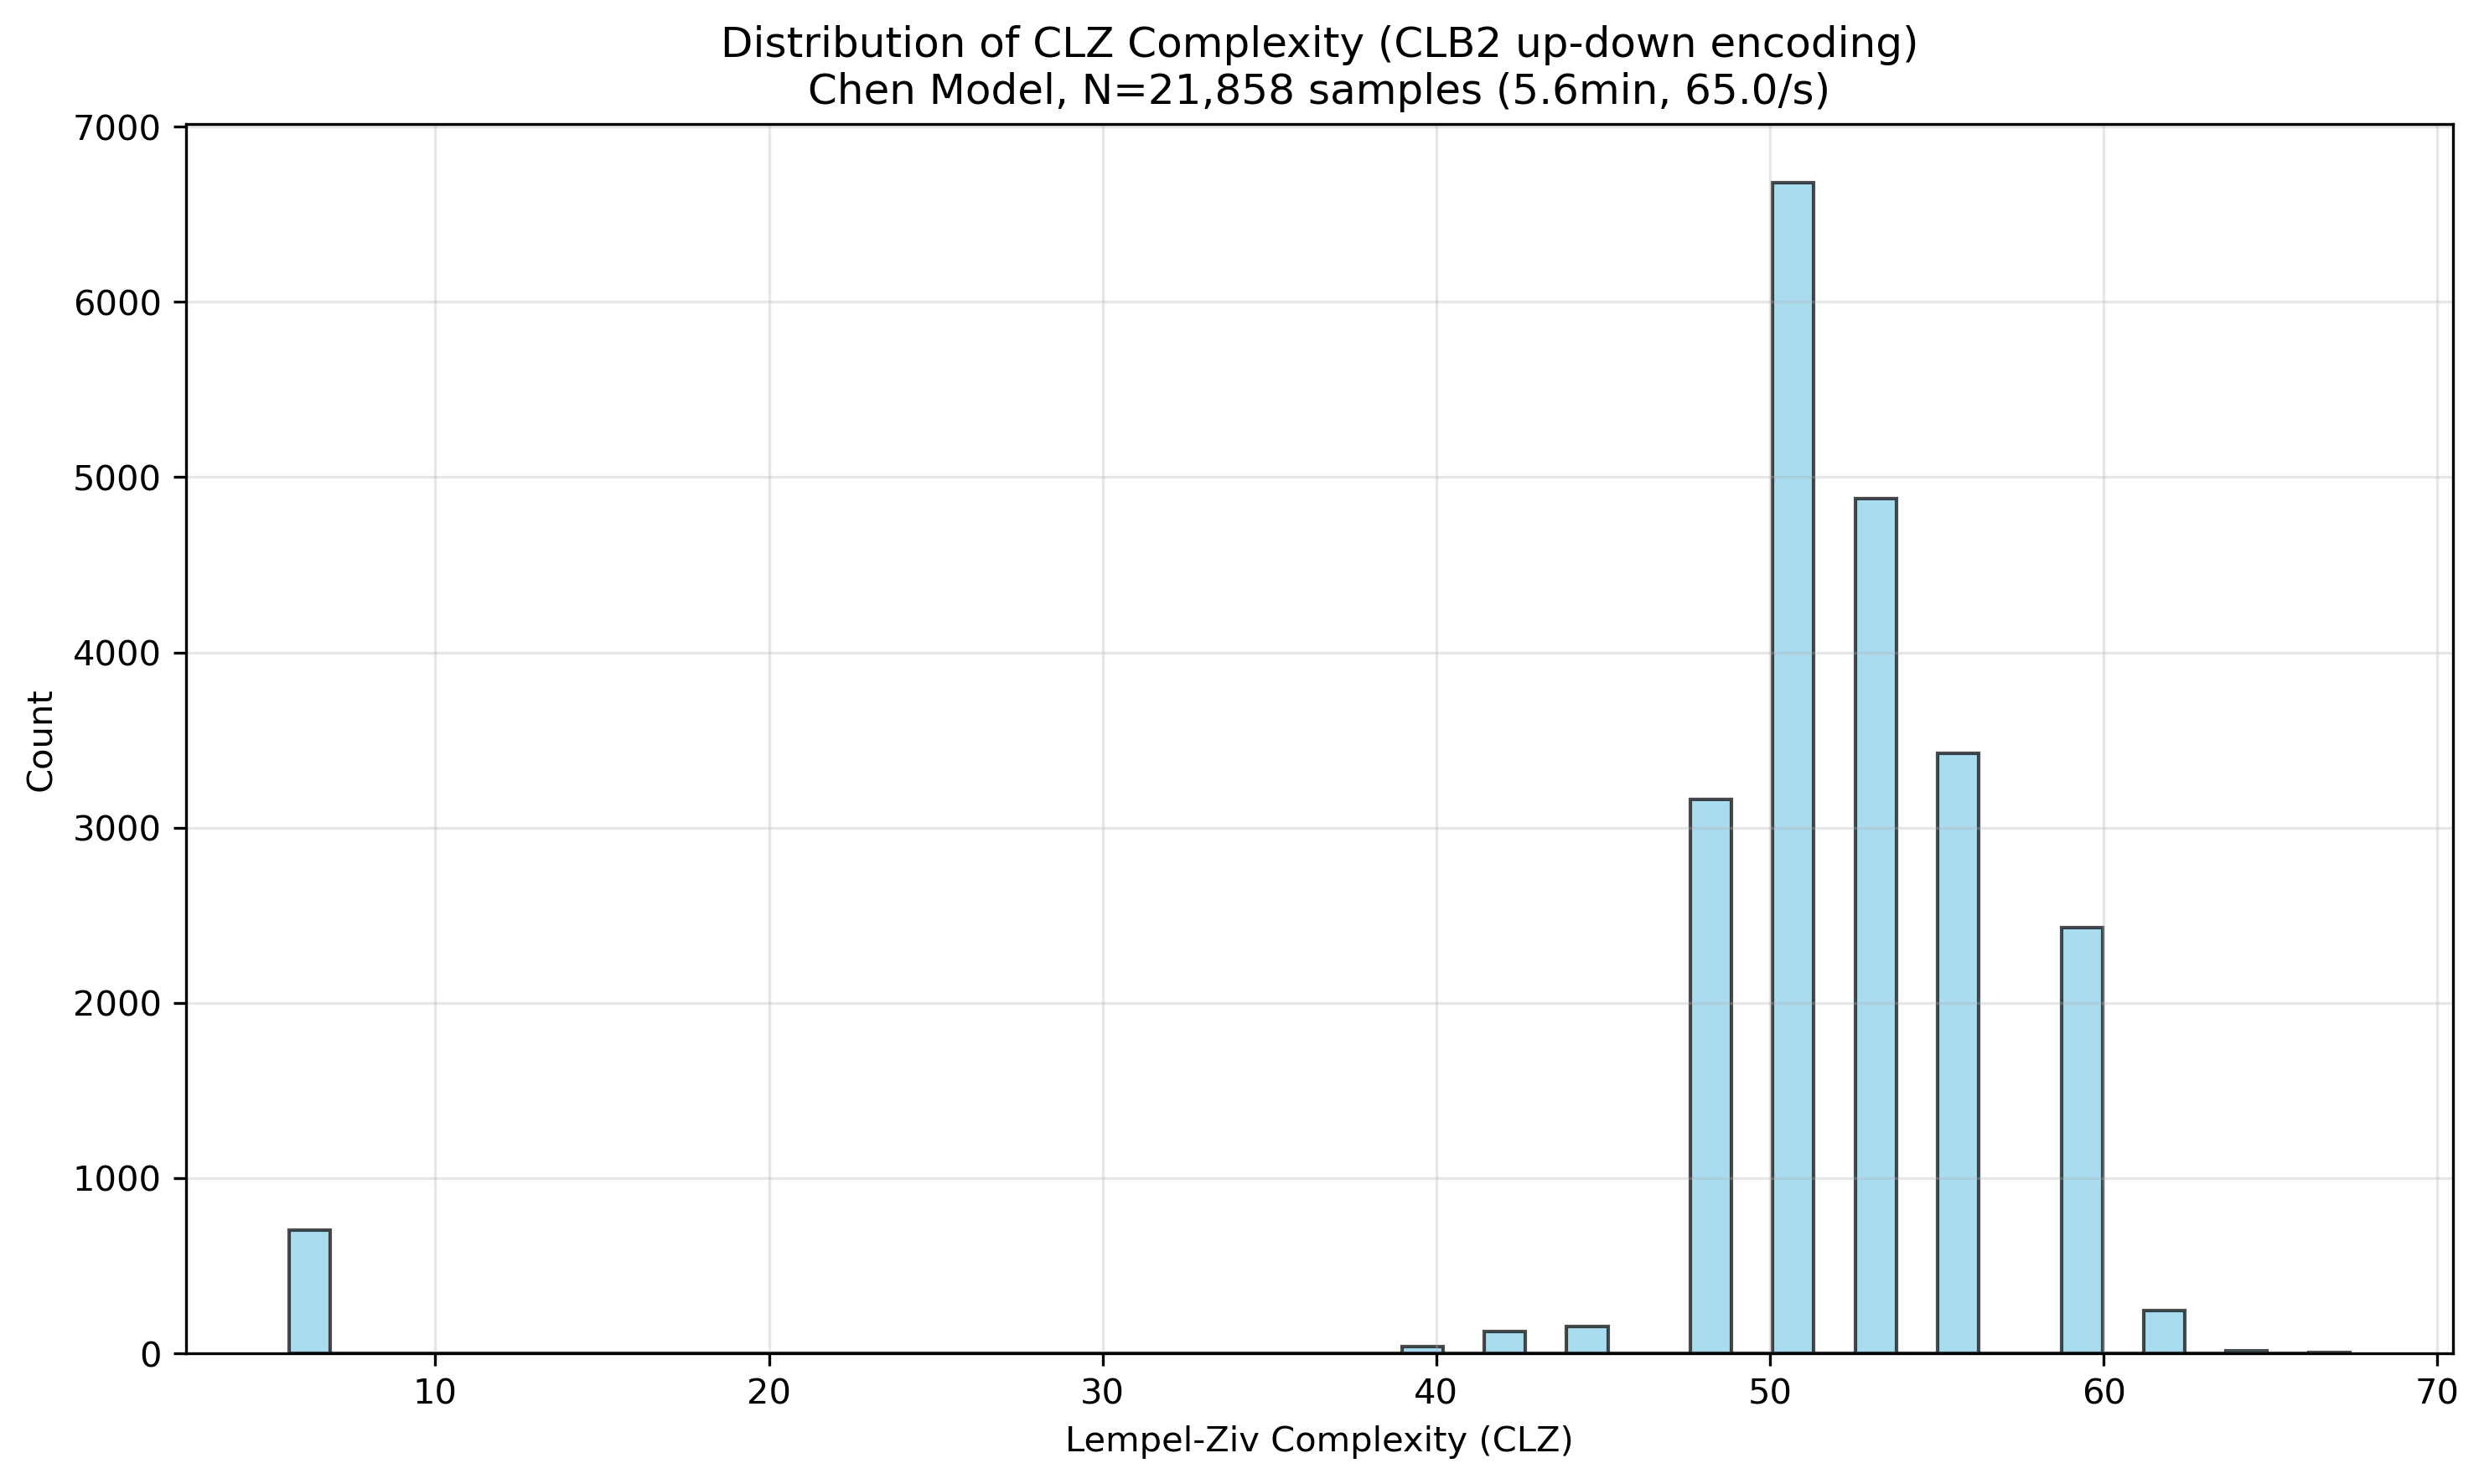 Distribution of CLZ Complexity (CLB2 up-down encoding)
Chen Model, N=21,858 samples (5.6min, 65.0/s)
7000
6000
5000
4000
3000
2000
1000
0
Count
10 20 30 40 50 60 70
Lempel-Ziv Complexity (CLZ)